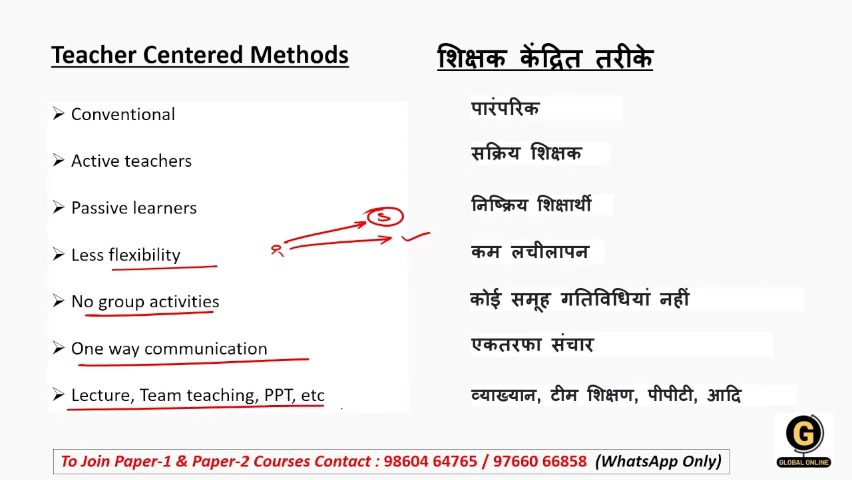 Teacher Centered Methods
शिक्षक केंद्रित तरीके
➢ Conventional
पारंपरिक
➢ Active teachers
सक्रिय शिक्षक
➢ Passive learners
निष्क्रिय शिक्षार्थी
S
➢ Less flexibility
कम लचीलापन
➢ No group activities
कोई समूह गतिविधियां नहीं
➢ One way communication
एकतरफा संचार
➢ Lecture, Team teaching, PPT, etc
व्याख्यान, टीम शिक्षण, पीपीटी, आदि
G
GLOBAL ONLINE
To Join Paper-1 & Paper-2 Courses Contact : 98604 64765 / 97660 66858 (WhatsApp Only)